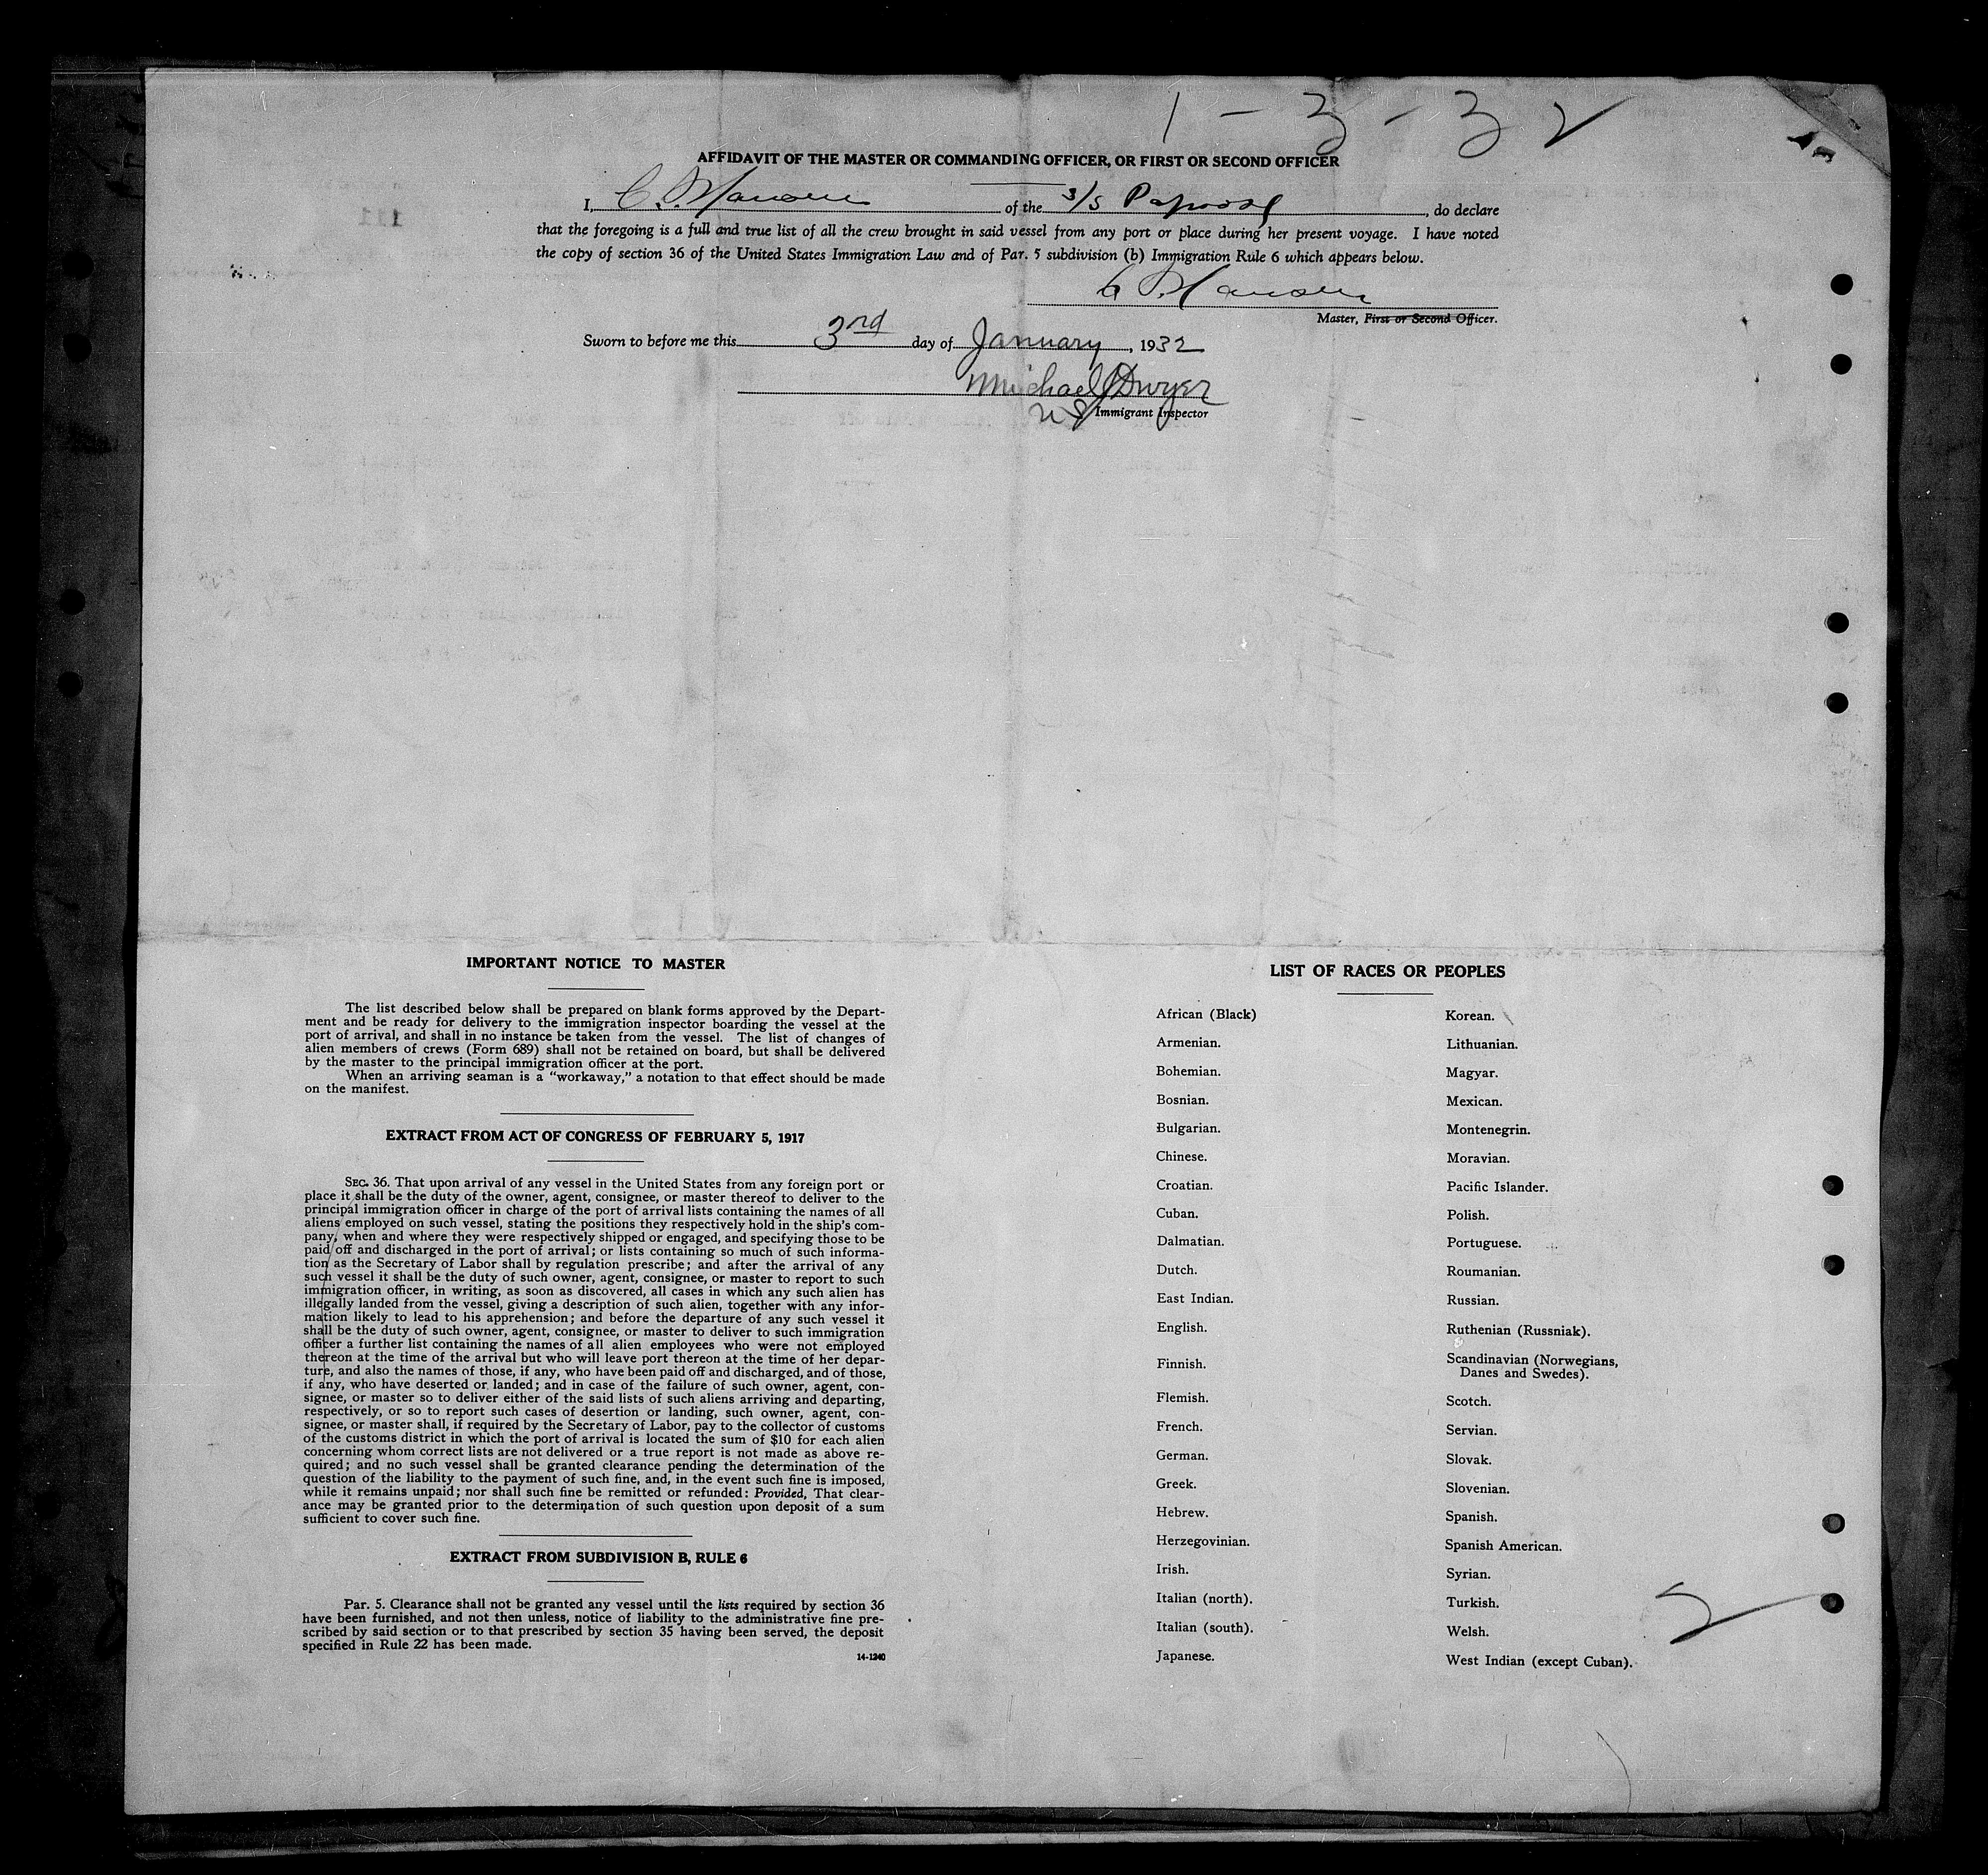 1-3-32
AFFIDAVIT OF THE MASTER OR COMMANDING OFFICER, OR FIRST OR SECOND OFFICER
I, of the S/S Papoose, do declare
that the foregoing is a full and true list of all the crew brought in said vessel from any port or place during her present voyage. I have noted
the copy of section 36 of the United States Immigration Law and of Par. 5 subdivision (b) Immigration Rule 6 which appears below.
Master, First or Second Officer.
Sworn to before me this 3rd day of January, 1932
Michael J Dwyer
U S Immigrant Inspector
IMPORTANT NOTICE TO MASTER
The list described below shall be prepared on blank forms approved by the Depart-
ment and be ready for delivery to the immigration inspector boarding the vessel at the
port of arrival, and shall in no instance be taken from the vessel. The list of changes of
alien members of crews (Form 689) shall not be retained on board, but shall be delivered
by the master to the principal immigration officer at the port.
When an arriving seaman is a "workaway," a notation to that effect should be made
on the manifest.
EXTRACT FROM ACT OF CONGRESS OF FEBRUARY 5, 1917
SEC. 36. That upon arrival of any vessel in the United States from any foreign port or
place it shall be the duty of the owner, agent, consignee, or master thereof to deliver to the
principal immigration officer in charge of the port of arrival lists containing the names of all
aliens employed on such vessel, stating the positions they respectively hold in the ship's com-
pany, when and where they were respectively shipped or engaged, and specifying those to be
paid off and discharged in the port of arrival; or lists containing so much of such informa-
tion as the Secretary of Labor shall by regulation prescribe; and after the arrival of any
such vessel it shall be the duty of such owner, agent, consignee, or master to report to such
immigration officer, in writing, as soon as discovered, all cases in which any such alien has
illegally landed from the vessel, giving a description of such alien, together with any infor-
mation likely to lead to his apprehension; and before the departure of any such vessel it
shall be the duty of such owner, agent, consignee, or master to deliver to such immigration
officer a further list containing the names of all alien employees who were not employed
thereon at the time of the arrival but who will leave port thereon at the time of her depar-
ture, and also the names of those, if any, who have been paid off and discharged, and of those,
if any, who have deserted or landed; and in case of the failure of such owner, agent, con-
signee, or master so to deliver either of the said lists of such aliens arriving and departing,
respectively, or so to report such cases of desertion or landing, such owner, agent, con-
signee, or master shall, if required by the Secretary of Labor, pay to the collector of customs
of the customs district in which the port of arrival is located the sum of $10 for each alien
concerning whom correct lists are not delivered or a true report is not made as above re-
quired; and no such vessel shall be granted clearance pending the determination of the
question of the liability to the payment of such fine, and, in the event such fine is imposed,
while it remains unpaid; nor shall such fine be remitted or refunded: Provided, That clear-
ance may be granted prior to the determination of such question upon deposit of a sum
sufficient to cover such fine.
EXTRACT FROM SUBDIVISION B, RULE 6
Par. 5. Clearance shall not be granted any vessel until the lists required by section 36
have been furnished, and not then unless, notice of liability to the administrative fine pre-
scribed by said section or to that prescribed by section 35 having been served, the deposit
specified in Rule 22 has been made.
14-1240
LIST OF RACES OR PEOPLES
African (Black)
Armenian.
Bohemian.
Bosnian.
Bulgarian.
Chinese.
Croatian.
Cuban.
Dalmatian.
Dutch.
East Indian.
English.
Finnish.
Flemish.
French.
German.
Greek.
Hebrew.
Herzegovinian.
Irish.
Italian (north).
Italian (south).
Japanese.
Korean.
Lithuanian.
Magyar.
Mexican.
Montenegrin.
Moravian.
Pacific Islander.
Polish.
Portuguese.
Roumanian.
Russian.
Ruthenian (Russniak).
Scandinavian (Norwegians,
Danes and Swedes).
Scotch.
Servian.
Slovak.
Slovenian.
Spanish.
Spanish American.
Syrian.
Turkish.
Welsh.
West Indian (except Cuban).
2